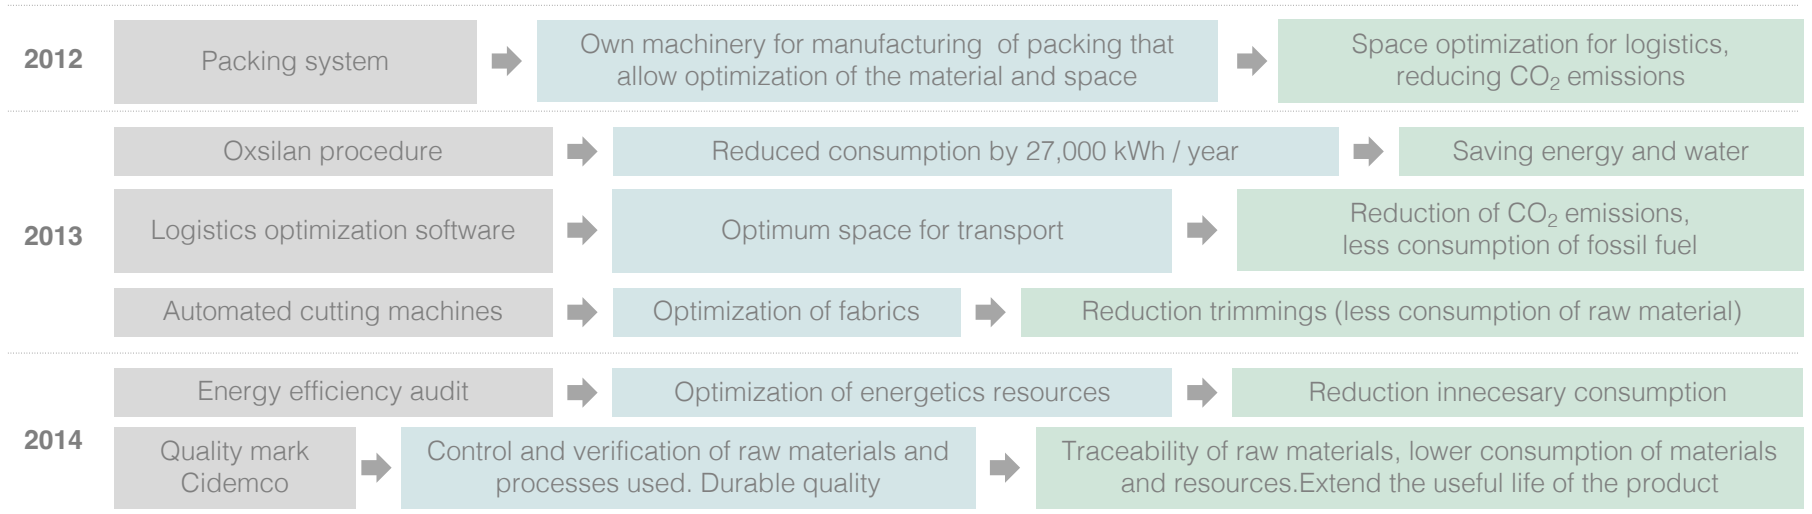 2012
Packing system
Own machinery for manufacturing of packing that
allow optimization of the material and space
Space optimization for logistics,
reducing CO₂ emissions
2013
Oxsilan procedure
Reduced consumption by 27,000 kWh / year
Saving energy and water
Logistics optimization software
Optimum space for transport
Reduction of CO₂ emissions,
less consumption of fossil fuel
Automated cutting machines
Optimization of fabrics
Reduction trimmings (less consumption of raw material)
2014
Energy efficiency audit
Optimization of energetics resources
Reduction innecesary consumption
Quality mark
Cidemco
Control and verification of raw materials and
processes used. Durable quality
Traceability of raw materials, lower consumption of materials
and resources.Extend the useful life of the product